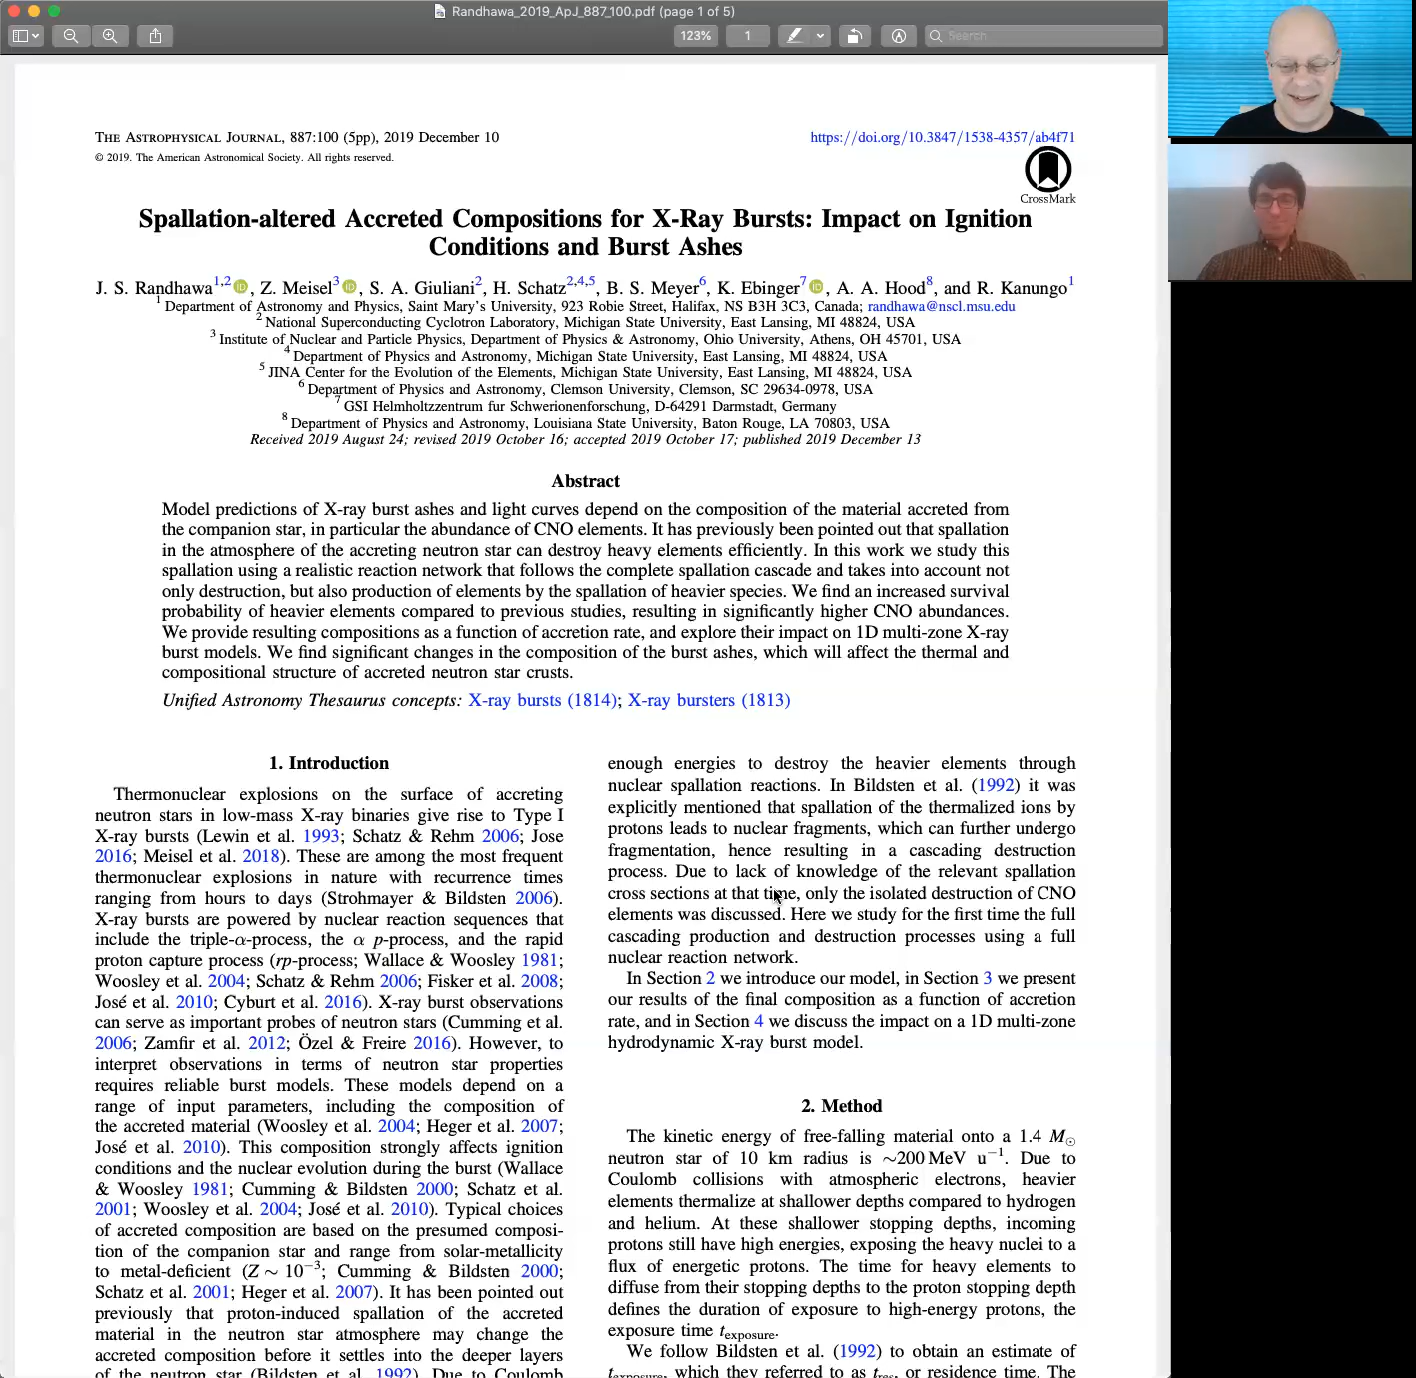 Randhawa_2019_ApJ_887_100.pdf (page 1 of 5)
123%
1
Search
THE ASTROPHYSICAL JOURNAL, 887:100 (5pp), 2019 December 10
https://doi.org/10.3847/1538-4357/ab4f71
© 2019. The American Astronomical Society. All rights reserved.
CrossMark
Spallation-altered Accreted Compositions for X-Ray Bursts: Impact on Ignition
Conditions and Burst Ashes
J. S. Randhawa1,2, Z. Meisel3, S. A. Giuliani2, H. Schatz2,4,5, B. S. Meyer6, K. Ebinger7, A. A. Hood8, and R. Kanungo1
1 Department of Astronomy and Physics, Saint Mary's University, 923 Robie Street, Halifax, NS B3H 3C3, Canada; randhawa@nscl.msu.edu
2 National Superconducting Cyclotron Laboratory, Michigan State University, East Lansing, MI 48824, USA
3 Institute of Nuclear and Particle Physics, Department of Physics & Astronomy, Ohio University, Athens, OH 45701, USA
4 Department of Physics and Astronomy, Michigan State University, East Lansing, MI 48824, USA
5 JINA Center for the Evolution of the Elements, Michigan State University, East Lansing, MI 48824, USA
6 Department of Physics and Astronomy, Clemson University, Clemson, SC 29634-0978, USA
7 GSI Helmholtzzentrum fur Schwerionenforschung, D-64291 Darmstadt, Germany
8 Department of Physics and Astronomy, Louisiana State University, Baton Rouge, LA 70803, USA
Received 2019 August 24; revised 2019 October 16; accepted 2019 October 17; published 2019 December 13
Abstract
Model predictions of X-ray burst ashes and light curves depend on the composition of the material accreted from
the companion star, in particular the abundance of CNO elements. It has previously been pointed out that spallation
in the atmosphere of the accreting neutron star can destroy heavy elements efficiently. In this work we study this
spallation using a realistic reaction network that follows the complete spallation cascade and takes into account not
only destruction, but also production of elements by the spallation of heavier species. We find an increased survival
probability of heavier elements compared to previous studies, resulting in significantly higher CNO abundances.
We provide resulting compositions as a function of accretion rate, and explore their impact on 1D multi-zone X-ray
burst models. We find significant changes in the composition of the burst ashes, which will affect the thermal and
compositional structure of accreted neutron star crusts.
Unified Astronomy Thesaurus concepts: X-ray bursts (1814); X-ray bursters (1813)
1. Introduction
Thermonuclear explosions on the surface of accreting
neutron stars in low-mass X-ray binaries give rise to Type I
X-ray bursts (Lewin et al. 1993; Schatz & Rehm 2006; Jose
2016; Meisel et al. 2018). These are among the most frequent
thermonuclear explosions in nature with recurrence times
ranging from hours to days (Strohmayer & Bildsten 2006).
X-ray bursts are powered by nuclear reaction sequences that
include the triple-α-process, the α p-process, and the rapid
proton capture process (rp-process; Wallace & Woosley 1981;
Woosley et al. 2004; Schatz & Rehm 2006; Fisker et al. 2008;
José et al. 2010; Cyburt et al. 2016). X-ray burst observations
can serve as important probes of neutron stars (Cumming et al.
2006; Zamfir et al. 2012; Özel & Freire 2016). However, to
interpret observations in terms of neutron star properties
requires reliable burst models. These models depend on a
range of input parameters, including the composition of
the accreted material (Woosley et al. 2004; Heger et al. 2007;
José et al. 2010). This composition strongly affects ignition
conditions and the nuclear evolution during the burst (Wallace
& Woosley 1981; Cumming & Bildsten 2000; Schatz et al.
2001; Woosley et al. 2004; José et al. 2010). Typical choices
of accreted composition are based on the presumed composi-
tion of the companion star and range from solar-metallicity
to metal-deficient (Z ∼ 10−3; Cumming & Bildsten 2000;
Schatz et al. 2001; Heger et al. 2007). It has been pointed out
previously that proton-induced spallation of the accreted
material in the neutron star atmosphere may change the
accreted composition before it settles into the deeper layers
of the neutron star (Bildsten et al. 1992). Due to Coulomb
enough energies to destroy the heavier elements through
nuclear spallation reactions. In Bildsten et al. (1992) it was
explicitly mentioned that spallation of the thermalized ions by
protons leads to nuclear fragments, which can further undergo
fragmentation, hence resulting in a cascading destruction
process. Due to lack of knowledge of the relevant spallation
cross sections at that time, only the isolated destruction of CNO
elements was discussed. Here we study for the first time the full
cascading production and destruction processes using a full
nuclear reaction network.
In Section 2 we introduce our model, in Section 3 we present
our results of the final composition as a function of accretion
rate, and in Section 4 we discuss the impact on a 1D multi-zone
hydrodynamic X-ray burst model.
2. Method
The kinetic energy of free-falling material onto a 1.4 M⊙
neutron star of 10 km radius is ∼200 MeV u−1. Due to
Coulomb collisions with atmospheric electrons, heavier
elements thermalize at shallower depths compared to hydrogen
and helium. At these shallower stopping depths, incoming
protons still have high energies, exposing the heavy nuclei to a
flux of energetic protons. The time for heavy elements to
diffuse from their stopping depths to the proton stopping depth
defines the duration of exposure to high-energy protons, the
exposure time texposure.
We follow Bildsten et al. (1992) to obtain an estimate of
texposure, which they referred to as tres, or residence time. The